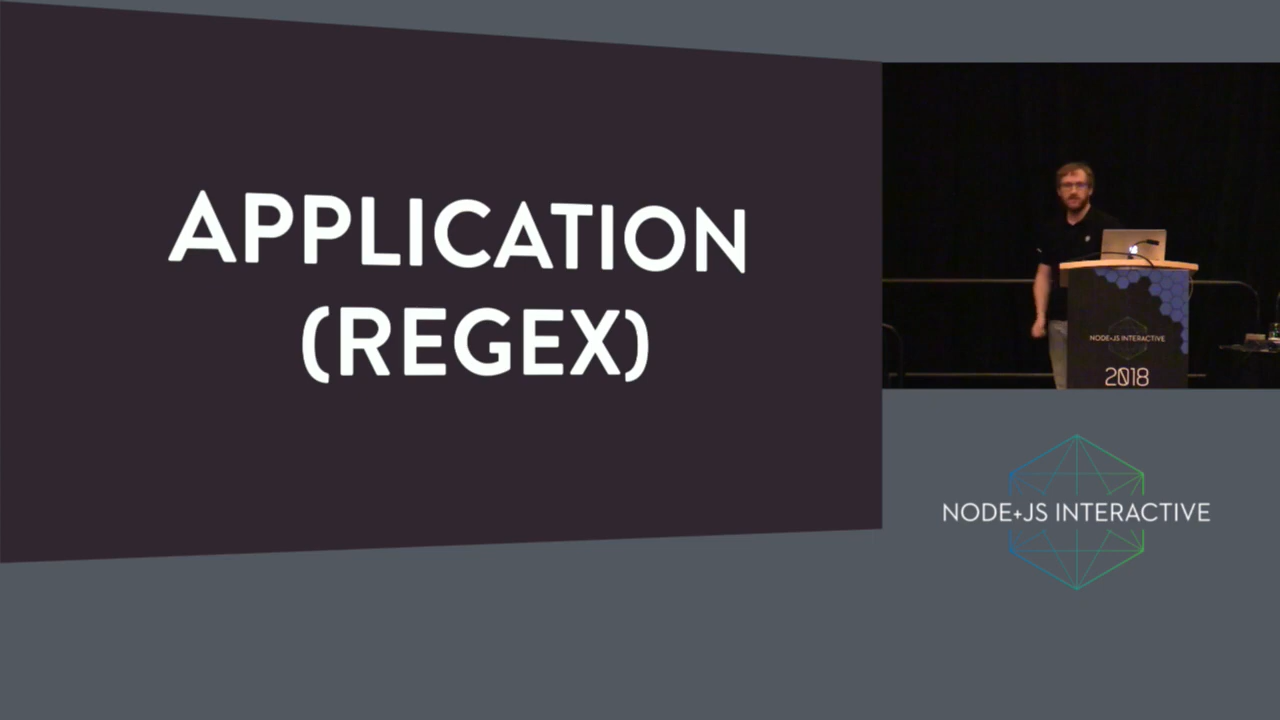 APPLICATION
(REGEX)
NODE+JS INTERACTIVE
2018
NODE+JS INTERACTIVE